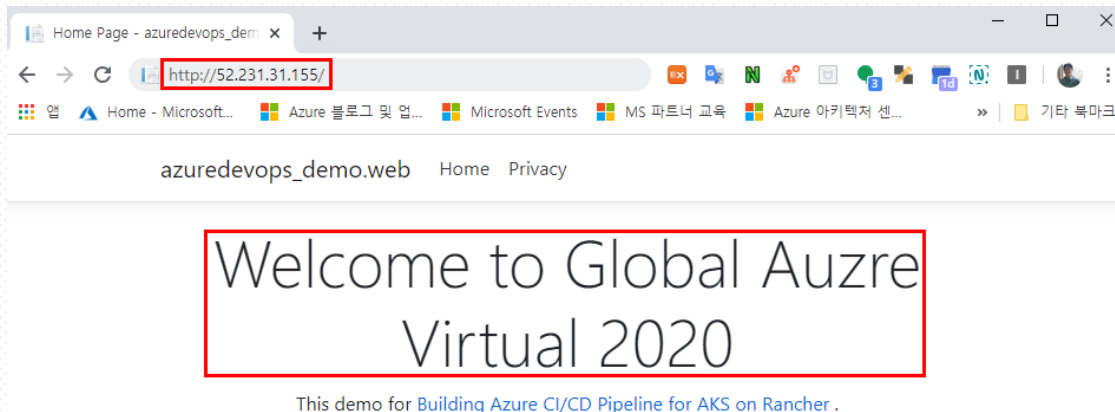 Home Page - azuredevops_dem
http://52.231.31.155/
앱 Home - Microsoft... Azure 블로그 및 업... Microsoft Events MS 파트너 교육 Azure 아키텍처 센... » 기타 북마크
azuredevops_demo.web Home Privacy
Welcome to Global Auzre
Virtual 2020
This demo for Building Azure CI/CD Pipeline for AKS on Rancher .